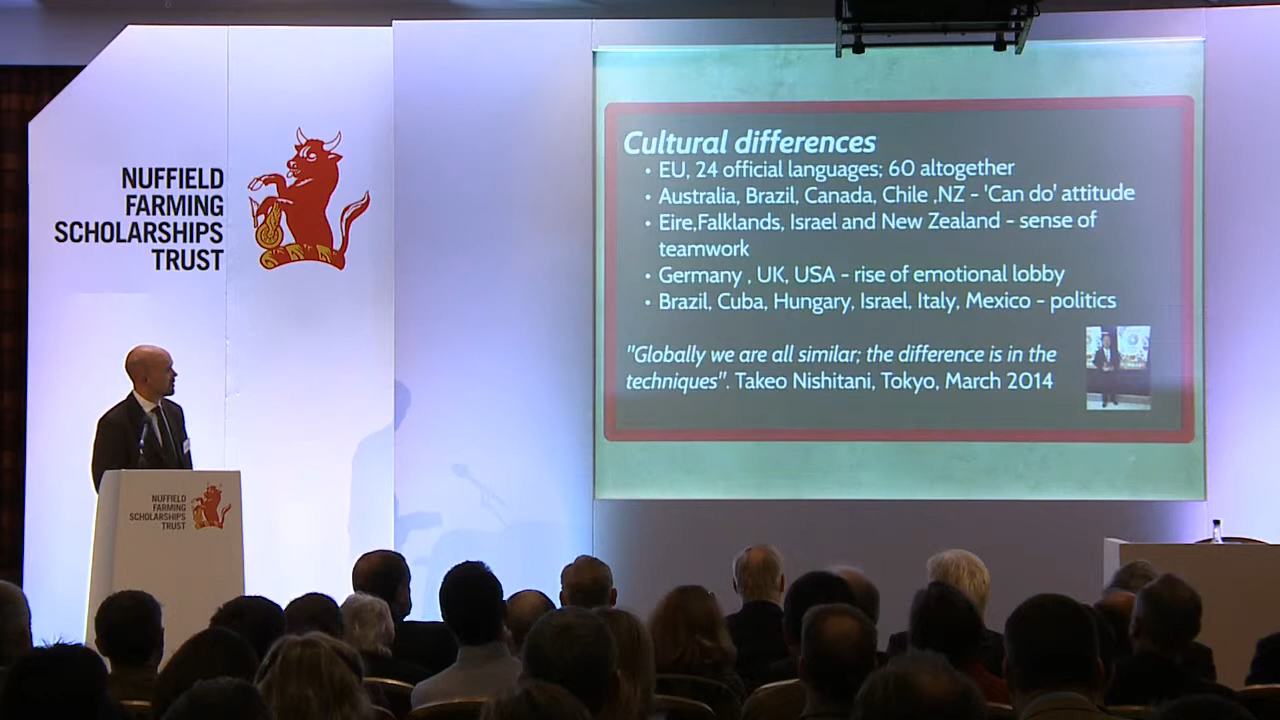 NUFFIELD
FARMING
SCHOLARSHIPS
TRUST
Cultural differences
• EU, 24 official languages; 60 altogether
• Australia, Brazil, Canada, Chile ,NZ - 'Can do' attitude
• Eire,Falklands, Israel and New Zealand - sense of
teamwork
• Germany , UK, USA - rise of emotional lobby
• Brazil, Cuba, Hungary, Israel, Italy, Mexico - politics
"Globally we are all similar; the difference is in the
techniques". Takeo Nishitani, Tokyo, March 2014
NUFFIELD
FARMING
SCHOLARSHIPS
TRUST